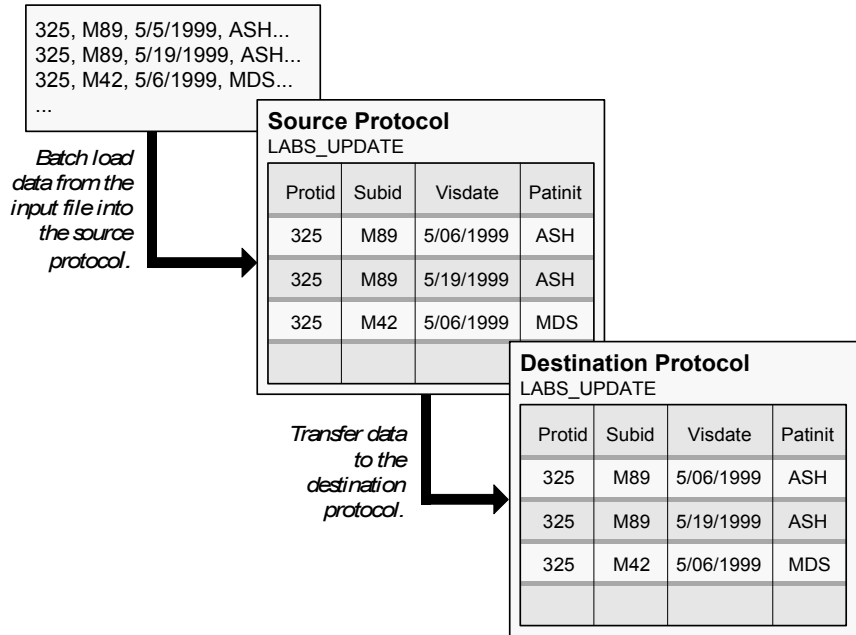 325, M89, 5/5/1999, ASH...
325, M89, 5/19/1999, ASH...
325, M42, 5/6/1999, MDS...
...
Batch load
data from the
input file into
the source
protocol.
Source Protocol
LABS_UPDATE
Protid Subid Visdate Patinit
325 M89 5/06/1999 ASH
325 M89 5/19/1999 ASH
325 M42 5/06/1999 MDS
Transfer data
to the
destination
protocol.
Destination Protocol
LABS_UPDATE
Protid Subid Visdate Patinit
325 M89 5/06/1999 ASH
325 M89 5/19/1999 ASH
325 M42 5/06/1999 MDS